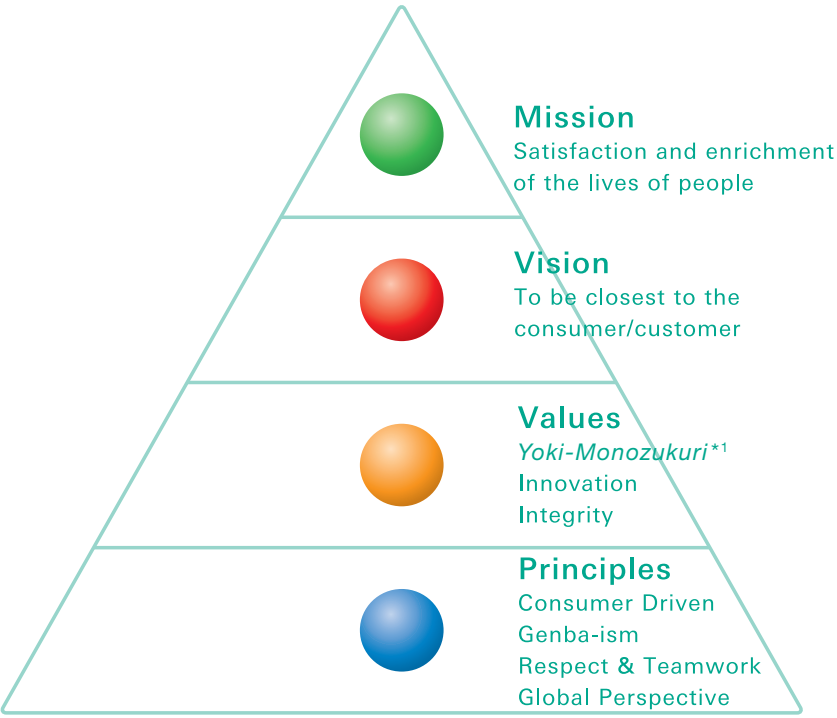 Mission
Satisfaction and enrichment
of the lives of people
Vision
To be closest to the
consumer/customer
Values
Yoki-Monozukuri*1
Innovation
Integrity
Principles
Consumer Driven
Genba-ism
Respect & Teamwork
Global Perspective